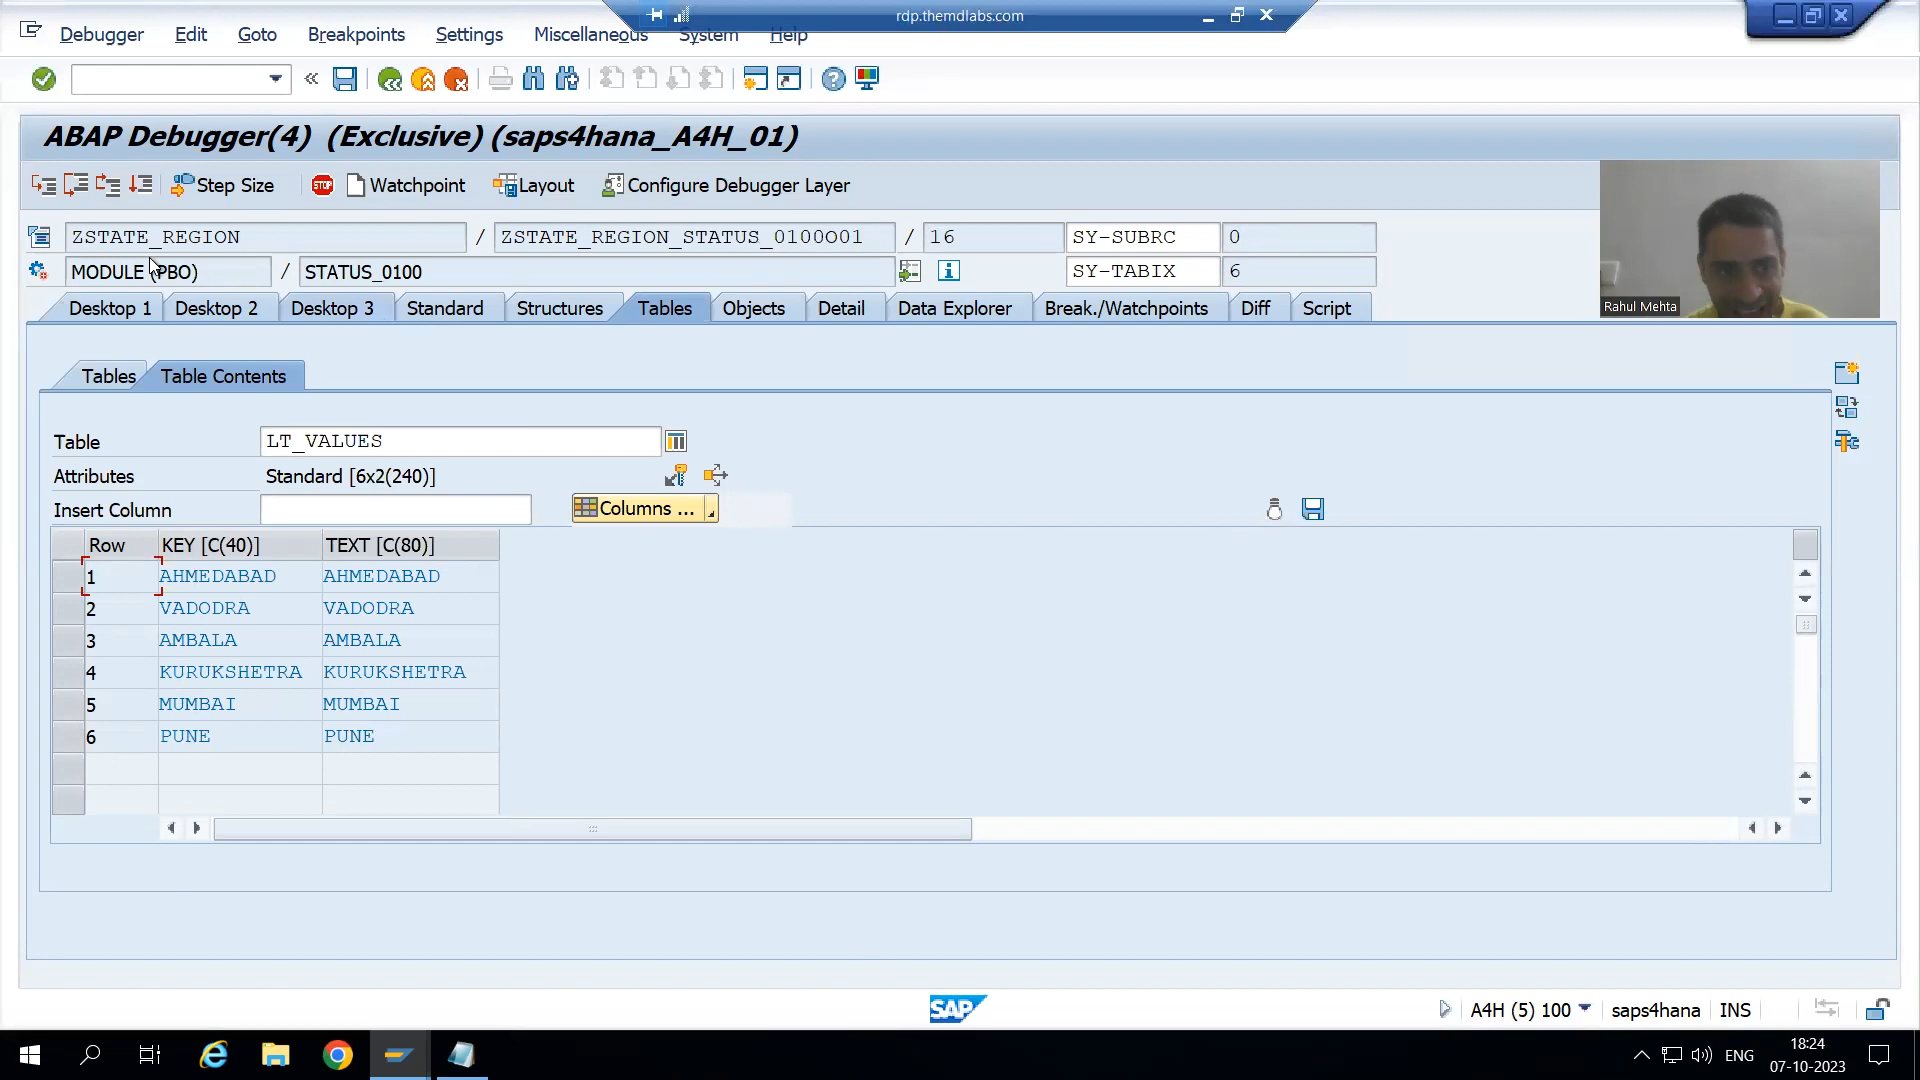 rdp.themdlabs.com
Debugger Edit Goto Breakpoints Settings Miscellaneous System Help
ABAP Debugger(4) (Exclusive) (saps4hana_A4H_01)
Step Size STOP Watchpoint Layout Configure Debugger Layer
ZSTATE_REGION / ZSTATE_REGION_STATUS_0100O01 / 16 SY-SUBRC 0
MODULE (PBO) / STATUS_0100 SY-TABIX 6
Rahul Mehta
Desktop 1 Desktop 2 Desktop 3 Standard Structures Tables Objects Detail Data Explorer Break./Watchpoints Diff Script
Tables Table Contents
Table LT_VALUES
Attributes Standard [6x2(240)]
Insert Column Columns ...
Row KEY [C(40)] TEXT [C(80)]
1 AHMEDABAD AHMEDABAD
2 VADODRA VADODRA
3 AMBALA AMBALA
4 KURUKSHETRA KURUKSHETRA
5 MUMBAI MUMBAI
6 PUNE PUNE
SAP A4H (5) 100 saps4hana INS
ENG 18:24
07-10-2023